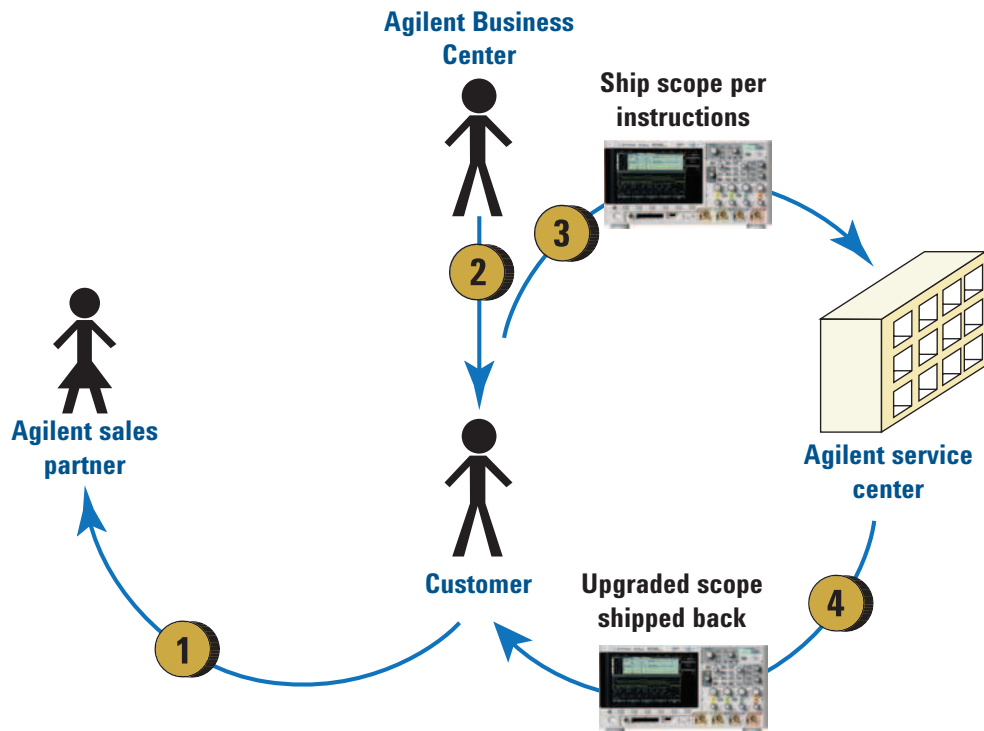 Agilent Business
Center
Ship scope per
instructions
3
2
Agilent sales
partner
Agilent service
center
Customer
Upgraded scope
shipped back
4
1